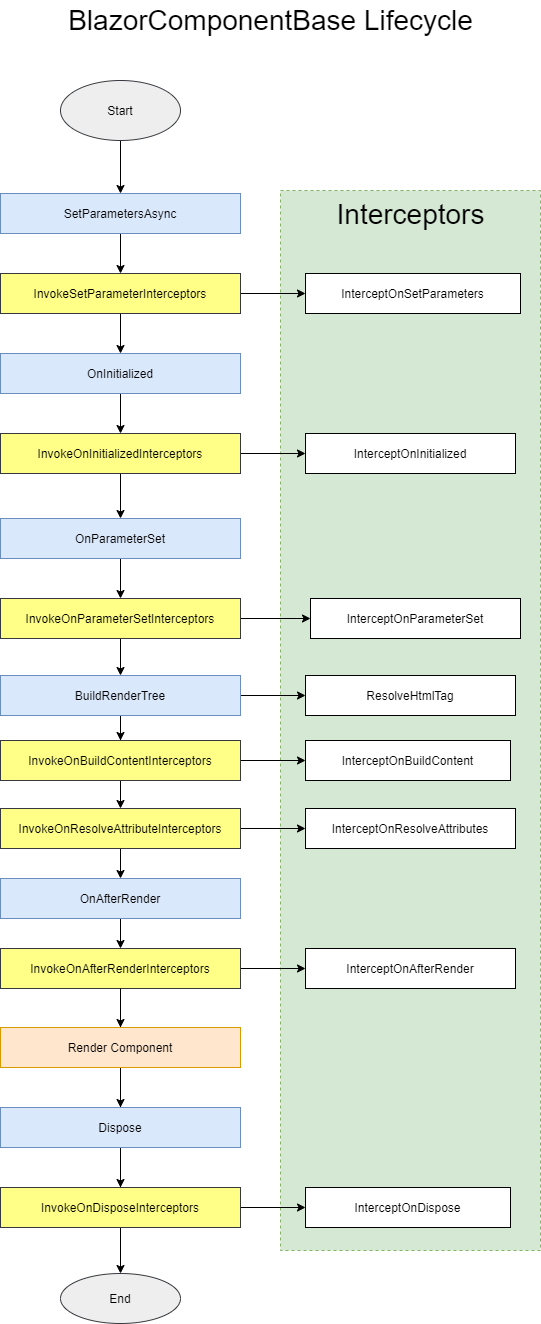 BlazorComponentBase Lifecycle
Start
SetParametersAsync
Interceptors
InvokeSetParameterInterceptors
InterceptOnSetParameters
OnInitialized
InvokeOnInitializedInterceptors
InterceptOnInitialized
OnParameterSet
InvokeOnParameterSetInterceptors
InterceptOnParameterSet
BuildRenderTree
ResolveHtmlTag
InvokeOnBuildContentInterceptors
InterceptOnBuildContent
InvokeOnResolveAttributeInterceptors
InterceptOnResolveAttributes
OnAfterRender
InvokeOnAfterRenderInterceptors
InterceptOnAfterRender
Render Component
Dispose
InvokeOnDisposeInterceptors
InterceptOnDispose
End